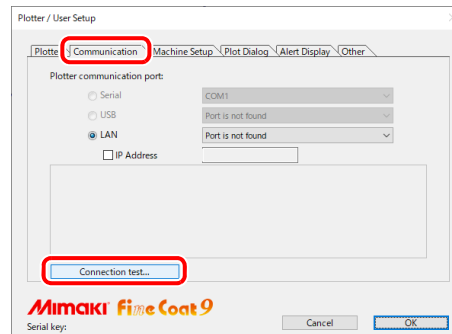 Plotter / User Setup
Plotte Communication Machine Setup Plot Dialog Alert Display Other
Plotter communication port:
Serial COM1
USB Port is not found
LAN Port is not found
IP Address
Connection test...
Mimaki Fine Coat 9
Serial key:
Cancel OK